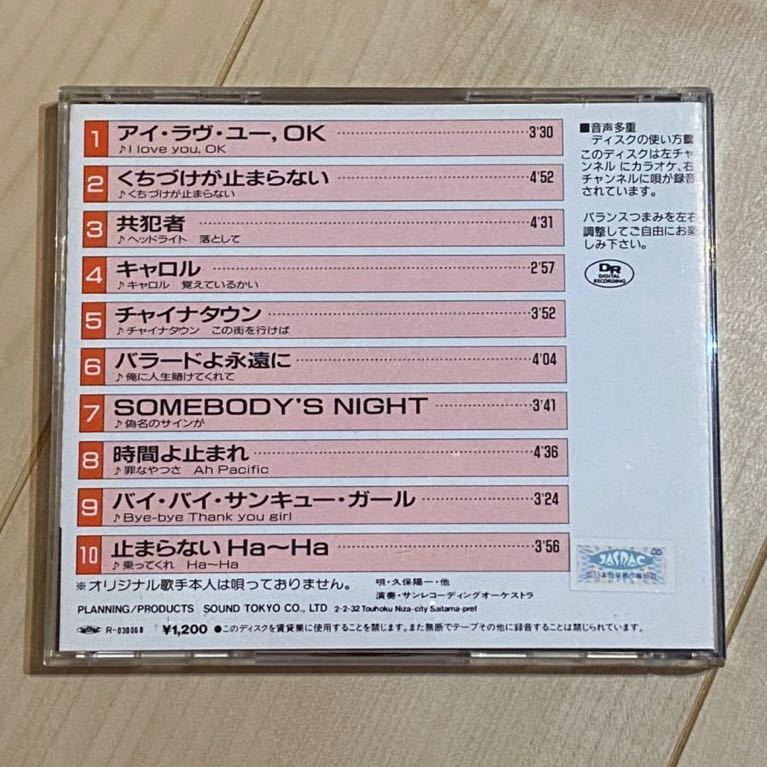 1 アイ・ラヴ・ユー,OK 3'30
♪I love you, OK
2 くちづけが止まらない 4'52
♪くちづけが止まらない
3 共犯者 4'31
♪ヘッドライト 落として
4 キャロル 2'57
♪キャロル 覚えているかい
5 チャイナタウン 3'52
♪チャイナタウン この街を行けば
6 バラードよ永遠に 4'04
♪俺に人生賭けてくれて
7 SOMEBODY'S NIGHT 3'41
♪偽名のサインが
8 時間よ止まれ 4'36
♪罪なやつさ Ah Pacific
9 バイ・バイ・サンキュー・ガール 3'24
♪Bye-bye Thank you girl
10 止まらないHa〜Ha 3'56
♪乗ってくれ Ha〜Ha
■音声多重
ディスクの使い方■
このディスクは左チャ
ンネルにカラオケ、右
チャンネルに唄が録音
されています。
バランスつまみを左右
調整してご自由にお楽
しみ下さい。
DR
DIGITAL
RECORDING
JASRAC
CD
※オリジナル歌手本人は唄っておりません。
唄・久保陽一・他
演奏・サンレコーディングオーケストラ
PLANNING/PRODUCTS SOUND TOKYO CO., LTD 2-2-32 Touhoku Niza-city Saitama-pref
R-030068 ¥1,200 ●このディスクを賃貸業に使用することを禁じます。また無断でテープその他に録音することは禁じられています。